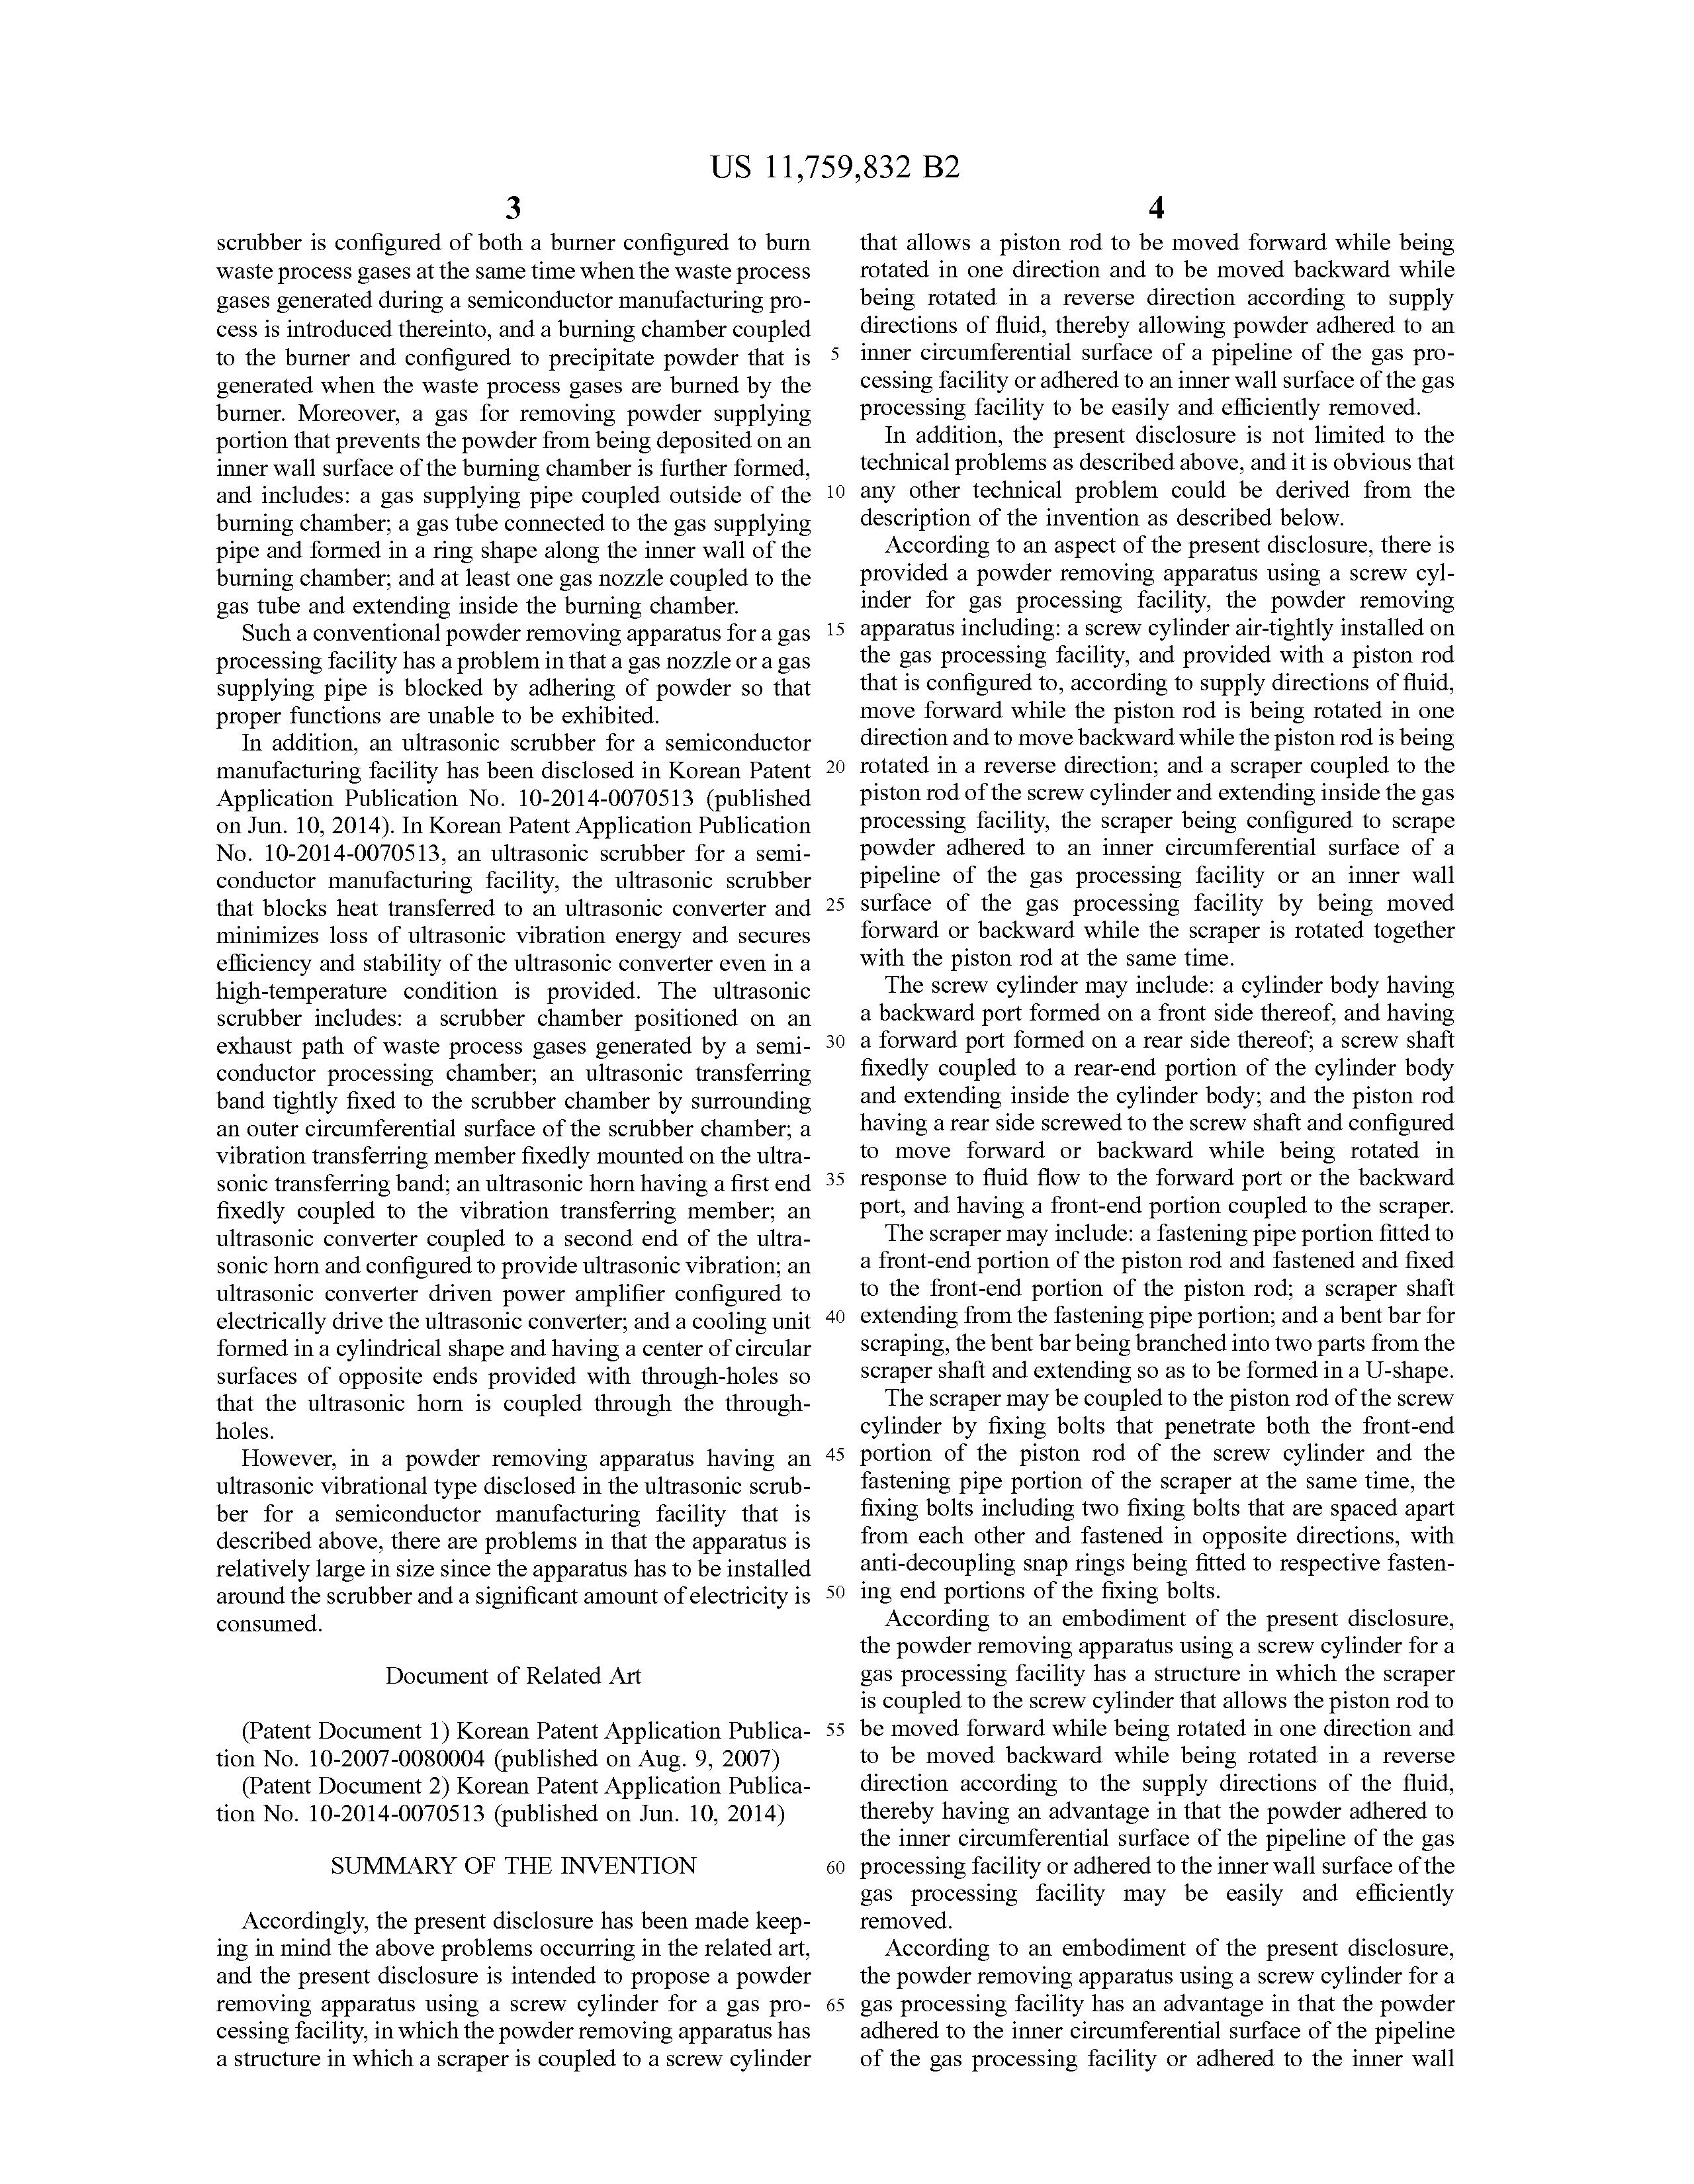 US 11,759,832 B2
3
scrubber is configured of both a burner configured to burn
waste process gases at the same time when the waste process
gases generated during a semiconductor manufacturing pro-
cess is introduced thereinto, and a burning chamber coupled
to the burner and configured to precipitate powder that is
generated when the waste process gases are burned by the
burner. Moreover, a gas for removing powder supplying
portion that prevents the powder from being deposited on an
inner wall surface of the burning chamber is further formed,
and includes: a gas supplying pipe coupled outside of the
burning chamber; a gas tube connected to the gas supplying
pipe and formed in a ring shape along the inner wall of the
burning chamber; and at least one gas nozzle coupled to the
gas tube and extending inside the burning chamber.
Such a conventional powder removing apparatus for a gas
processing facility has a problem in that a gas nozzle or a gas
supplying pipe is blocked by adhering of powder so that
proper functions are unable to be exhibited.
In addition, an ultrasonic scrubber for a semiconductor
manufacturing facility has been disclosed in Korean Patent
Application Publication No. 10-2014-0070513 (published
on Jun. 10, 2014). In Korean Patent Application Publication
No. 10-2014-0070513, an ultrasonic scrubber for a semi-
conductor manufacturing facility, the ultrasonic scrubber
that blocks heat transferred to an ultrasonic converter and
minimizes loss of ultrasonic vibration energy and secures
efficiency and stability of the ultrasonic converter even in a
high-temperature condition is provided. The ultrasonic
scrubber includes: a scrubber chamber positioned on an
exhaust path of waste process gases generated by a semi-
conductor processing chamber; an ultrasonic transferring
band tightly fixed to the scrubber chamber by surrounding
an outer circumferential surface of the scrubber chamber; a
vibration transferring member fixedly mounted on the ultra-
sonic transferring band; an ultrasonic horn having a first end
fixedly coupled to the vibration transferring member; an
ultrasonic converter coupled to a second end of the ultra-
sonic horn and configured to provide ultrasonic vibration; an
ultrasonic converter driven power amplifier configured to
electrically drive the ultrasonic converter; and a cooling unit
formed in a cylindrical shape and having a center of circular
surfaces of opposite ends provided with through-holes so
that the ultrasonic horn is coupled through the through-
holes.
However, in a powder removing apparatus having an
ultrasonic vibrational type disclosed in the ultrasonic scrub-
ber for a semiconductor manufacturing facility that is
described above, there are problems in that the apparatus is
relatively large in size since the apparatus has to be installed
around the scrubber and a significant amount of electricity is
consumed.
Document of Related Art
(Patent Document 1) Korean Patent Application Publica-
tion No. 10-2007-0080004 (published on Aug. 9, 2007)
(Patent Document 2) Korean Patent Application Publica-
tion No. 10-2014-0070513 (published on Jun. 10, 2014)
SUMMARY OF THE INVENTION
Accordingly, the present disclosure has been made keep-
ing in mind the above problems occurring in the related art,
and the present disclosure is intended to propose a powder
removing apparatus using a screw cylinder for a gas pro-
cessing facility, in which the powder removing apparatus has
a structure in which a scraper is coupled to a screw cylinder
4
that allows a piston rod to be moved forward while being
rotated in one direction and to be moved backward while
being rotated in a reverse direction according to supply
directions of fluid, thereby allowing powder adhered to an
5 inner circumferential surface of a pipeline of the gas pro-
cessing facility or adhered to an inner wall surface of the gas
processing facility to be easily and efficiently removed.
In addition, the present disclosure is not limited to the
technical problems as described above, and it is obvious that
10 any other technical problem could be derived from the
description of the invention as described below.
According to an aspect of the present disclosure, there is
provided a powder removing apparatus using a screw cyl-
inder for gas processing facility, the powder removing
15 apparatus including: a screw cylinder air-tightly installed on
the gas processing facility, and provided with a piston rod
that is configured to, according to supply directions of fluid,
move forward while the piston rod is being rotated in one
direction and to move backward while the piston rod is being
20 rotated in a reverse direction; and a scraper coupled to the
piston rod of the screw cylinder and extending inside the gas
processing facility, the scraper being configured to scrape
powder adhered to an inner circumferential surface of a
pipeline of the gas processing facility or an inner wall
25 surface of the gas processing facility by being moved
forward or backward while the scraper is rotated together
with the piston rod at the same time.
The screw cylinder may include: a cylinder body having
a backward port formed on a front side thereof, and having
30 a forward port formed on a rear side thereof; a screw shaft
fixedly coupled to a rear-end portion of the cylinder body
and extending inside the cylinder body; and the piston rod
having a rear side screwed to the screw shaft and configured
to move forward or backward while being rotated in
35 response to fluid flow to the forward port or the backward
port, and having a front-end portion coupled to the scraper.
The scraper may include: a fastening pipe portion fitted to
a front-end portion of the piston rod and fastened and fixed
to the front-end portion of the piston rod; a scraper shaft
40 extending from the fastening pipe portion; and a bent bar for
scraping, the bent bar being branched into two parts from the
scraper shaft and extending so as to be formed in a U-shape.
The scraper may be coupled to the piston rod of the screw
cylinder by fixing bolts that penetrate both the front-end
45 portion of the piston rod of the screw cylinder and the
fastening pipe portion of the scraper at the same time, the
fixing bolts including two fixing bolts that are spaced apart
from each other and fastened in opposite directions, with
anti-decoupling snap rings being fitted to respective fasten-
50 ing end portions of the fixing bolts.
According to an embodiment of the present disclosure,
the powder removing apparatus using a screw cylinder for a
gas processing facility has a structure in which the scraper
is coupled to the screw cylinder that allows the piston rod to
55 be moved forward while being rotated in one direction and
to be moved backward while being rotated in a reverse
direction according to the supply directions of the fluid,
thereby having an advantage in that the powder adhered to
the inner circumferential surface of the pipeline of the gas
60 processing facility or adhered to the inner wall surface of the
gas processing facility may be easily and efficiently
removed.
According to an embodiment of the present disclosure,
the powder removing apparatus using a screw cylinder for a
65 gas processing facility has an advantage in that the powder
adhered to the inner circumferential surface of the pipeline
of the gas processing facility or adhered to the inner wall